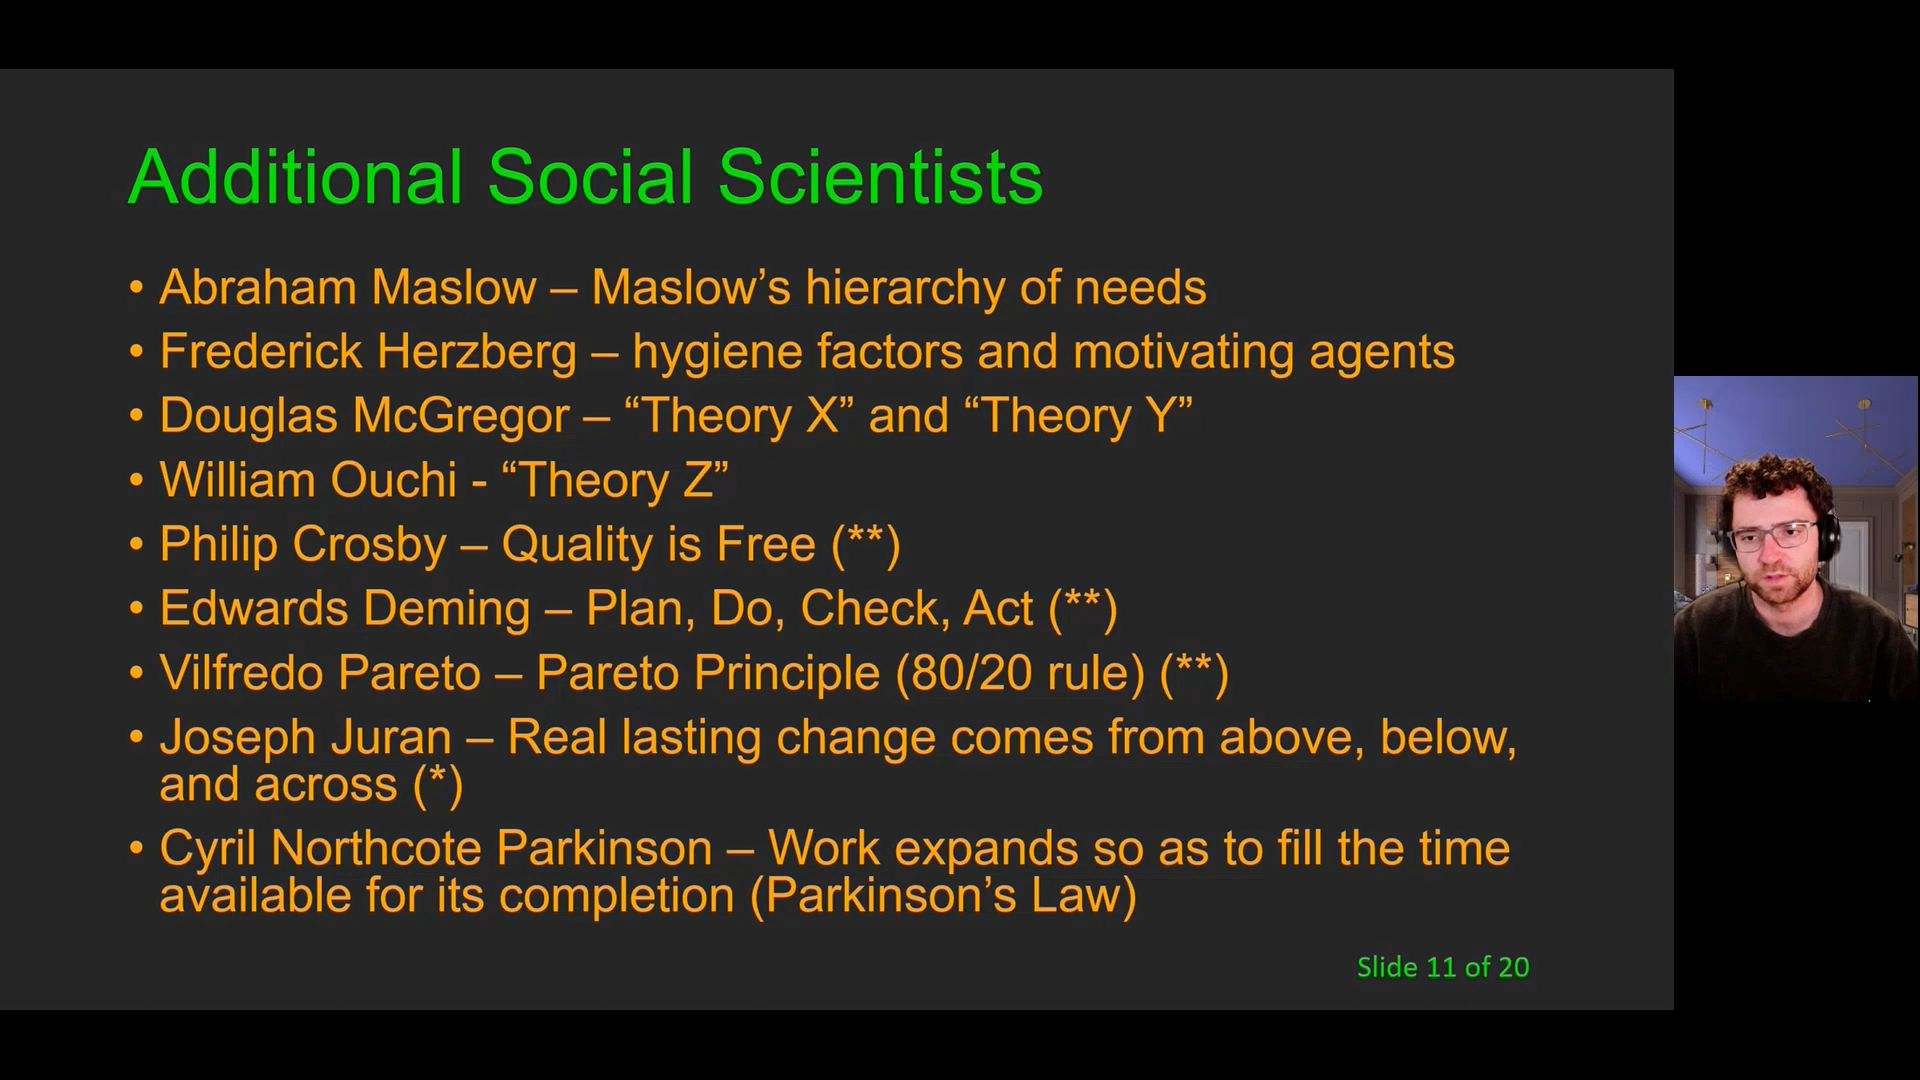 Additional Social Scientists
• Abraham Maslow – Maslow’s hierarchy of needs
• Frederick Herzberg – hygiene factors and motivating agents
• Douglas McGregor – “Theory X” and “Theory Y”
• William Ouchi - “Theory Z”
• Philip Crosby – Quality is Free (**)
• Edwards Deming – Plan, Do, Check, Act (**)
• Vilfredo Pareto – Pareto Principle (80/20 rule) (**)
• Joseph Juran – Real lasting change comes from above, below,
and across (*)
• Cyril Northcote Parkinson – Work expands so as to fill the time
available for its completion (Parkinson’s Law)
Slide 11 of 20